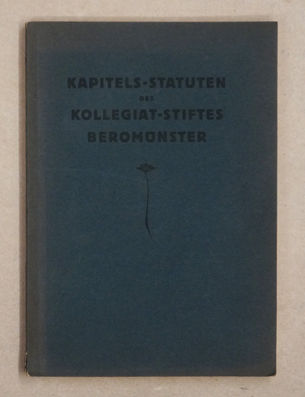 KAPITELS-STATUTEN
DES
KOLLEGIAT-STIFTES
BEROMÜNSTER